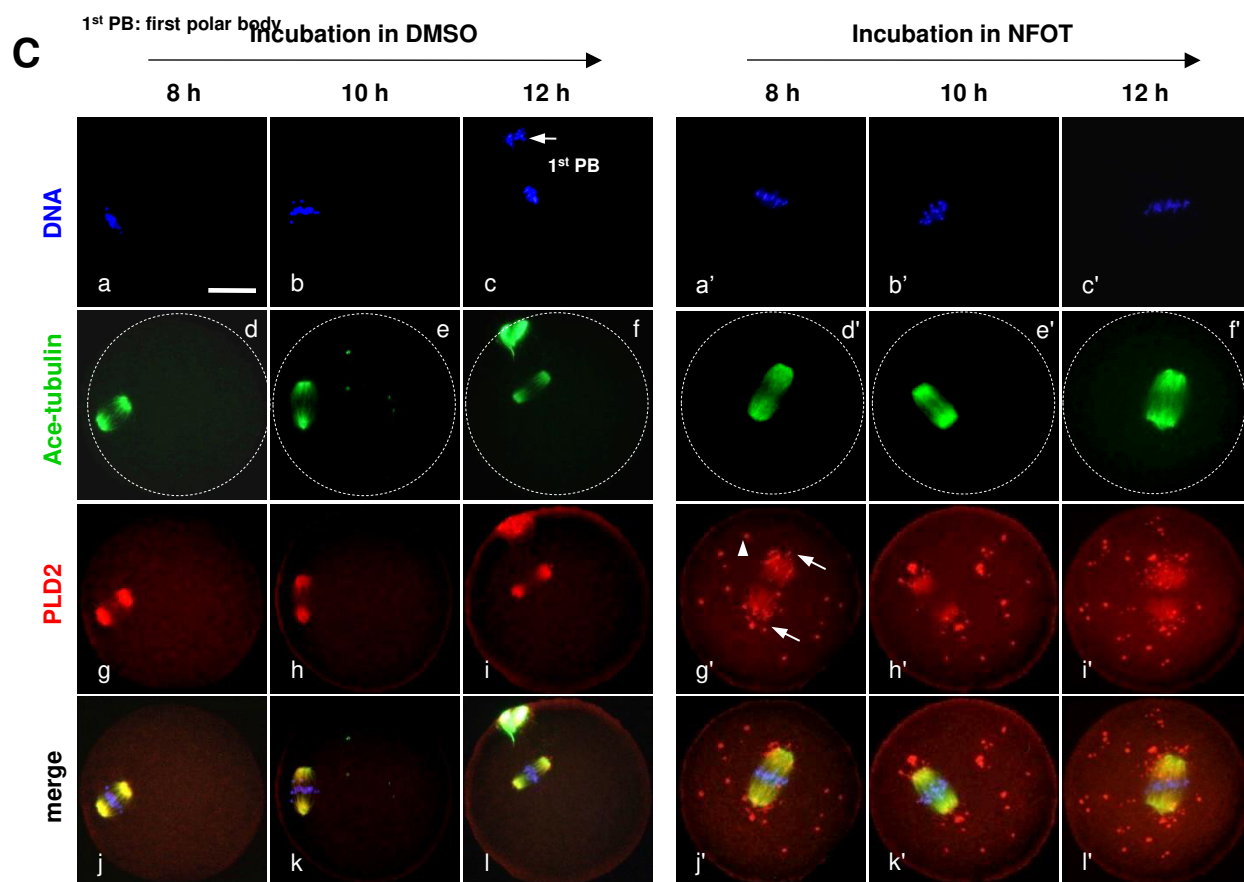 1st PB: first polar body
C
Incubation in DMSO
Incubation in NFOT
8 h
10 h
12 h
8 h
10 h
12 h
DNA
1st PB
a
b
c
a'
b'
c'
Ace-tubulin
d
e
f
d'
e'
f'
PLD2
g
h
i
g'
h'
i'
merge
j
k
l
j'
k'
l'